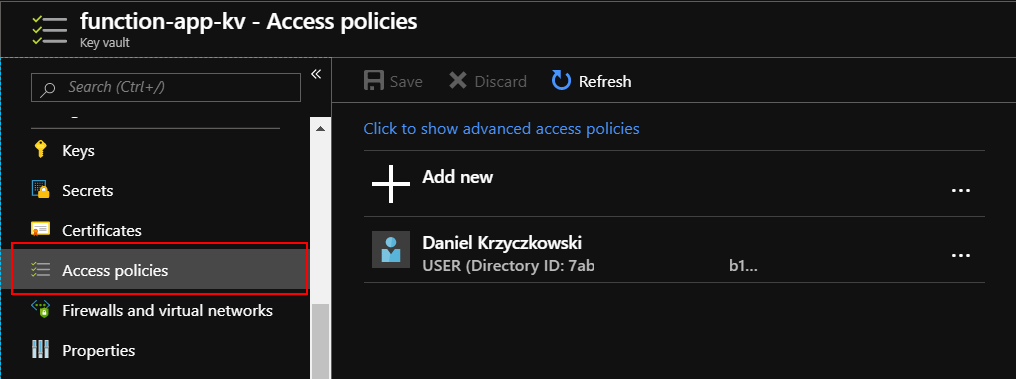 function-app-kv - Access policies
Key vault
Search (Ctrl+/)
«
Keys
Secrets
Certificates
Access policies
Firewalls and virtual networks
Properties
Save Discard Refresh
Click to show advanced access policies
Add new
...
Daniel Krzyczkowski
USER (Directory ID: 7ab b1...
...